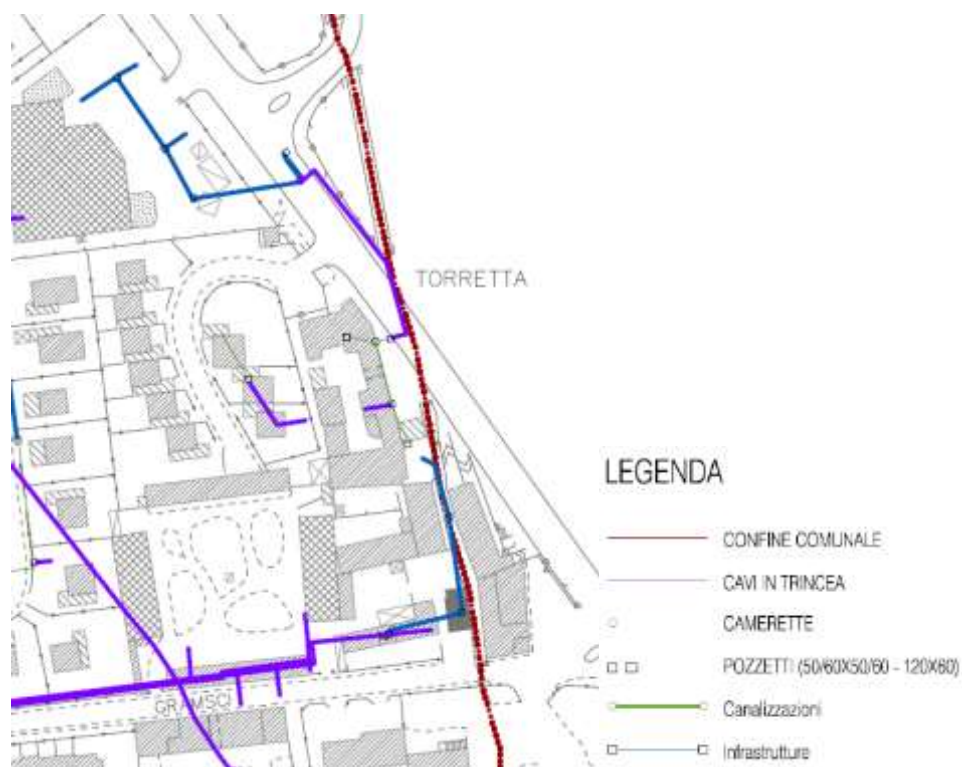 TORRETTA
GRAMSCI
LEGENDA
CONFINE COMUNALE
CAVI IN TRINCEA
CAMERETTE
POZZETTI (50/60X50/60 - 120X60)
Canalizzazioni
Infrastrutture